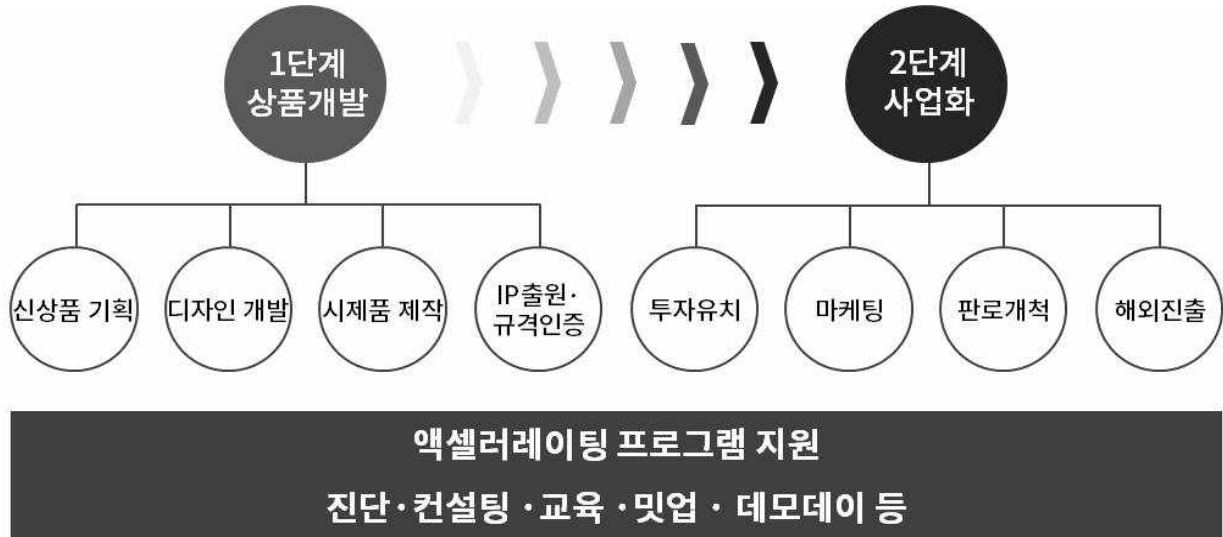 1단계
상품개발
2단계
사업화
신상품 기획
디자인 개발
시제품 제작
IP출원·
규격인증
투자유치
마케팅
판로개척
해외진출
액셀러레이팅 프로그램 지원
진단·컨설팅 ·교육 ·밋업 · 데모데이 등